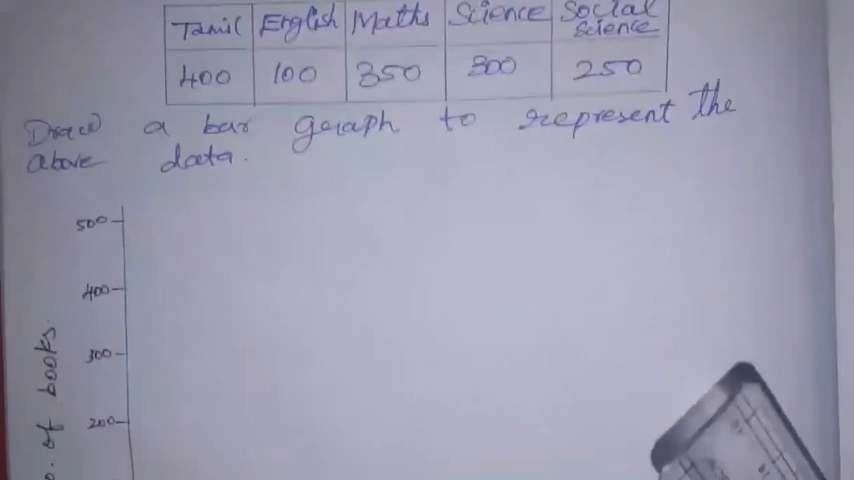 Tamil English Maths Science Social Science
400 100 350 300 250
Draw a bar graph to represent the
above data.
500
400
300
200
o. of books.